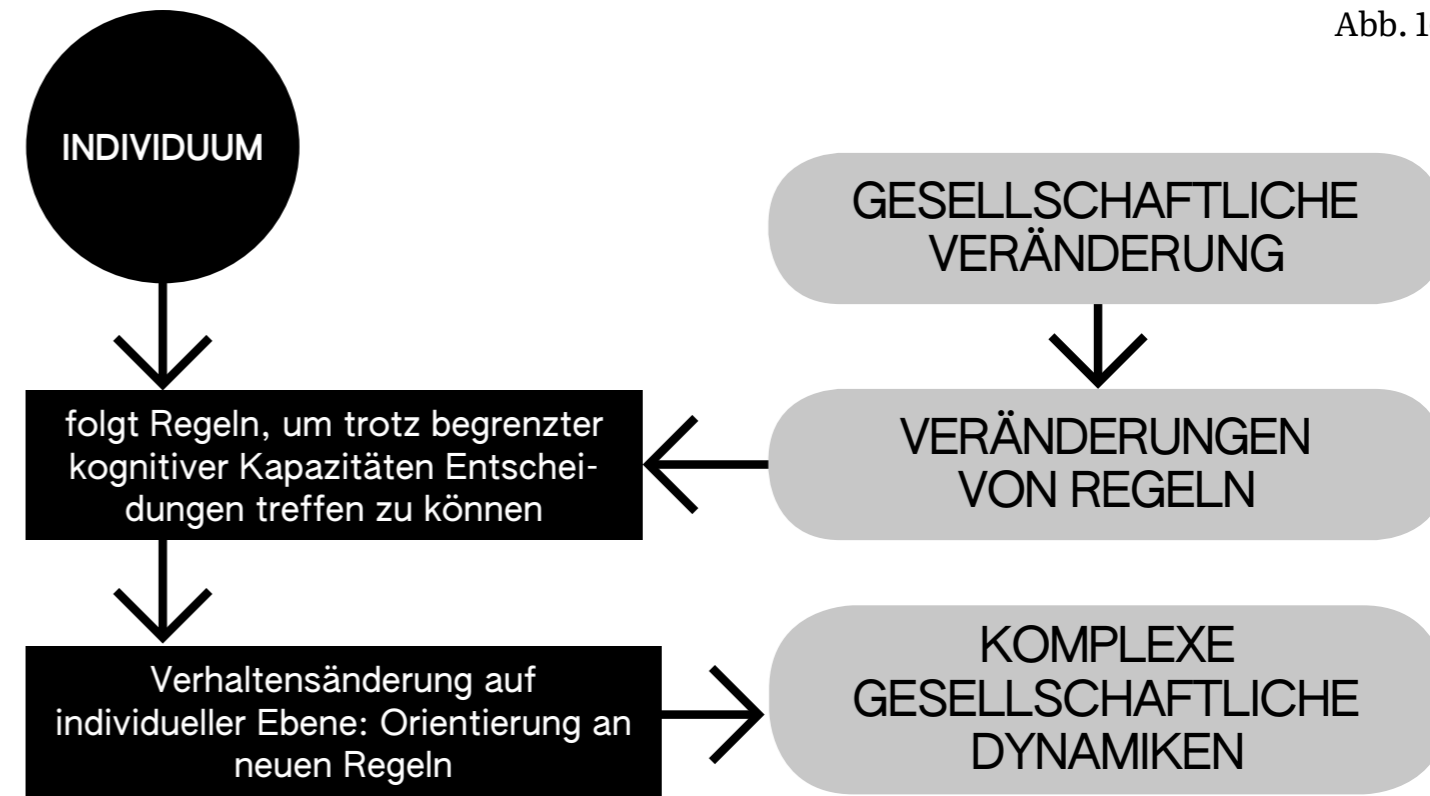 Abb. 1
INDIVIDUUM
GESELLSCHAFTLICHE
VERÄNDERUNG
folgt Regeln, um trotz begrenzter
kognitiver Kapazitäten Entschei-
dungen treffen zu können
VERÄNDERUNGEN
VON REGELN
Verhaltensänderung auf
individueller Ebene: Orientierung an
neuen Regeln
KOMPLEXE
GESELLSCHAFTLICHE
DYNAMIKEN